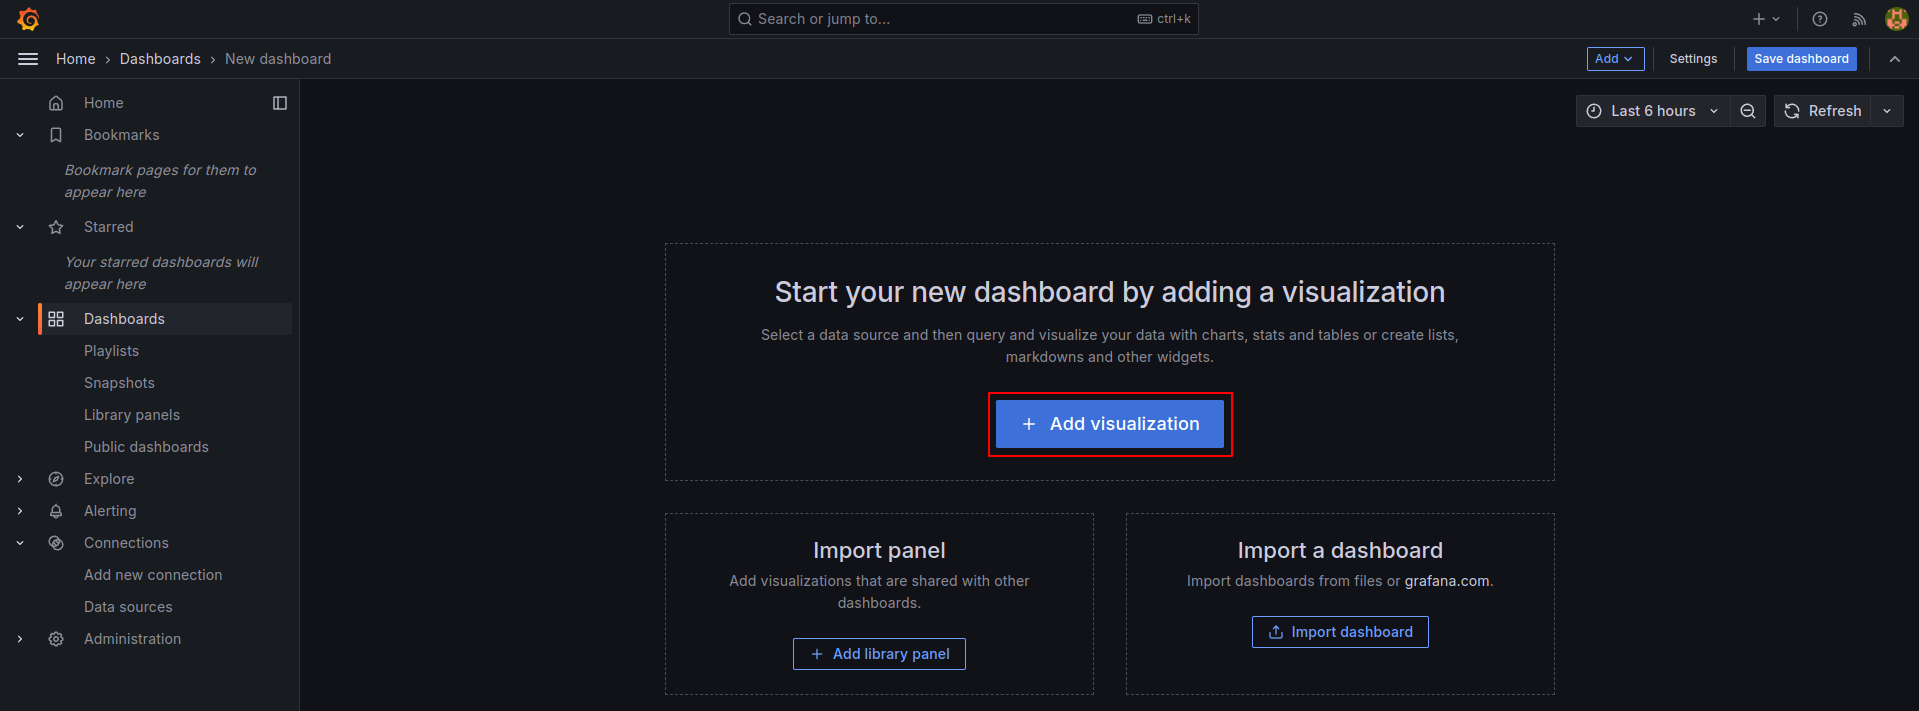 Search or jump to...
ctrl+k
Home › Dashboards › New dashboard
Add
Settings
Save dashboard
Home
Bookmarks
Bookmark pages for them to
appear here
Starred
Your starred dashboards will
appear here
Dashboards
Playlists
Snapshots
Library panels
Public dashboards
Explore
Alerting
Connections
Add new connection
Data sources
Administration
Last 6 hours
Refresh
Start your new dashboard by adding a visualization
Select a data source and then query and visualize your data with charts, stats and tables or create lists,
markdowns and other widgets.
+ Add visualization
Import panel
Add visualizations that are shared with other
dashboards.
+ Add library panel
Import a dashboard
Import dashboards from files or grafana.com.
Import dashboard